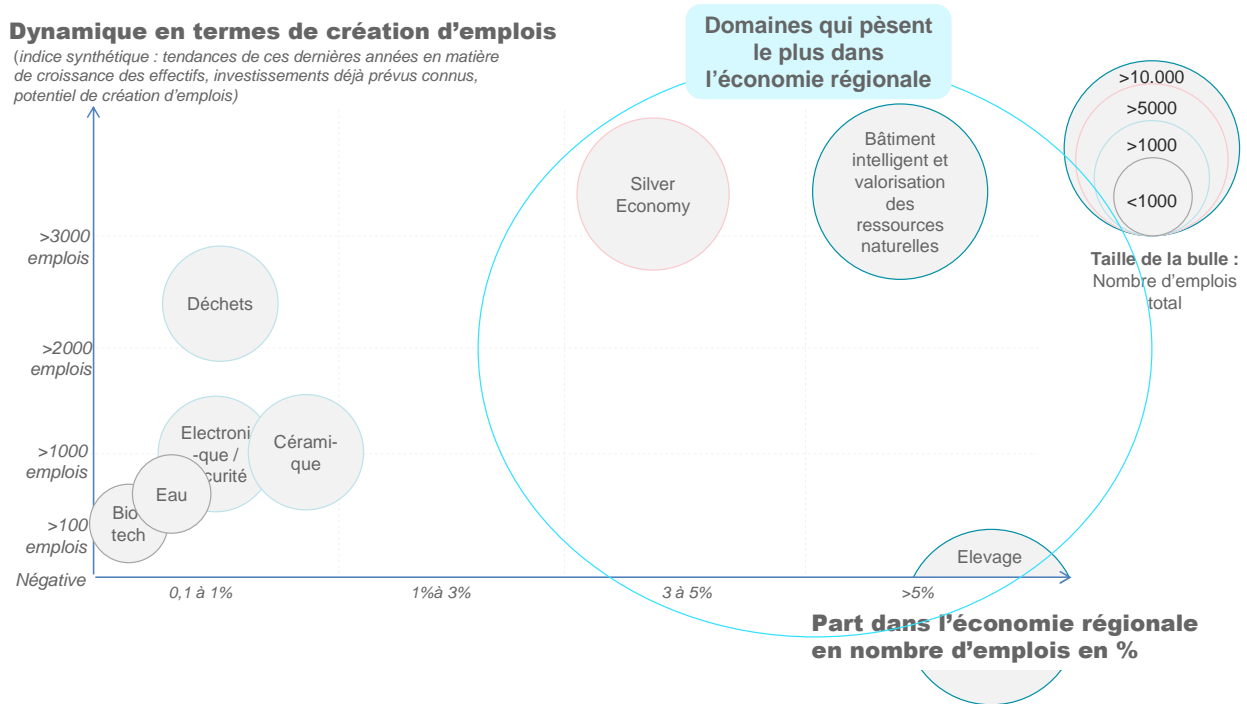 Dynamique en termes de création d'emplois
(indice synthétique : tendances de ces dernières années en matière
de croissance des effectifs, investissements déjà prévus connus,
potentiel de création d'emplois)
Domaines qui pèsent
le plus dans
l'économie régionale
>10.000
>5000
>1000
<1000
Taille de la bulle :
Nombre d'emplois
total
Bâtiment
intelligent et
valorisation
des
ressources
naturelles
Silver
Economy
>3000
emplois
Déchets
>2000
emplois
Electroni
-que /
curité
Cérami-
que
>1000
emplois
Eau
Bio
tech
>100
emplois
Elevage
Négative
0,1 à 1%
1%à 3%
3 à 5%
>5%
Part dans l'économie régionale
en nombre d'emplois en %